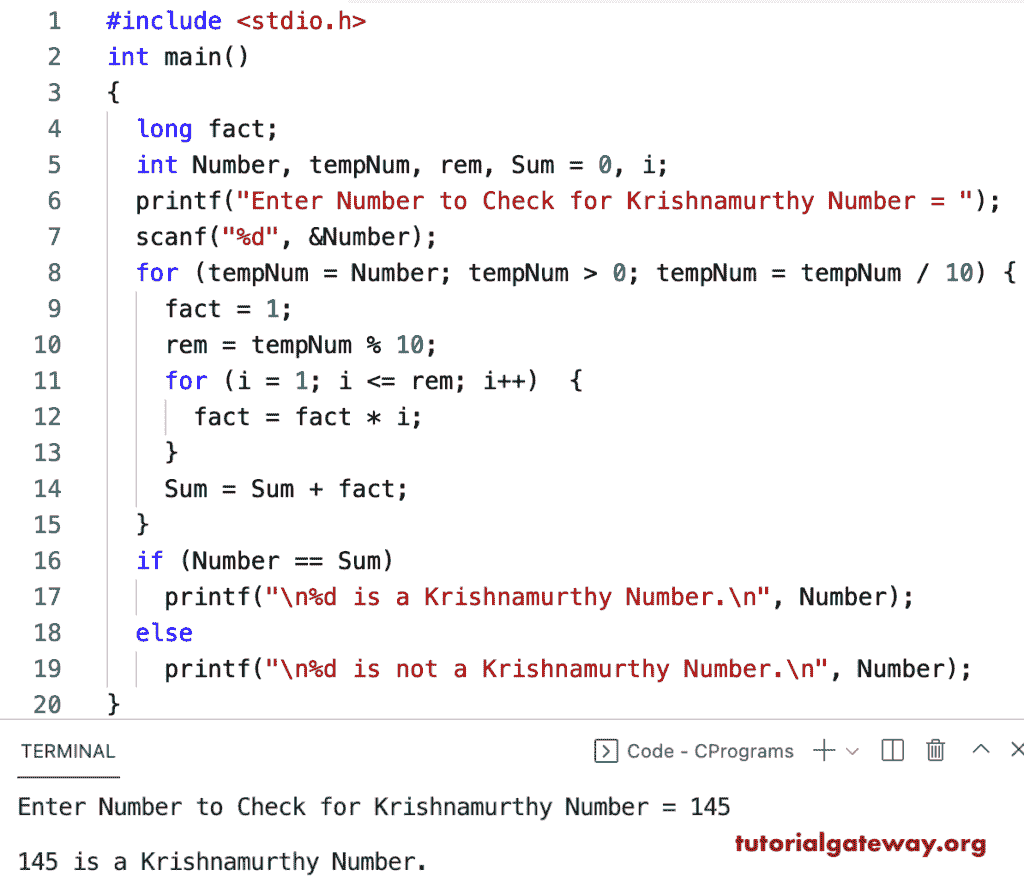 1 #include <stdio.h>
2 int main()
3 {
4 long fact;
5 int Number, tempNum, rem, Sum = 0, i;
6 printf("Enter Number to Check for Krishnamurthy Number = ");
7 scanf("%d", &Number);
8 for (tempNum = Number; tempNum > 0; tempNum = tempNum / 10) {
9 fact = 1;
10 rem = tempNum % 10;
11 for (i = 1; i <= rem; i++)  {
12 fact = fact * i;
13 }
14 Sum = Sum + fact;
15 }
16 if (Number == Sum)
17 printf("\n%d is a Krishnamurthy Number.\n", Number);
18 else
19 printf("\n%d is not a Krishnamurthy Number.\n", Number);
20 }
TERMINAL Code - CPrograms
Enter Number to Check for Krishnamurthy Number = 145
tutorialgateway.org
145 is a Krishnamurthy Number.